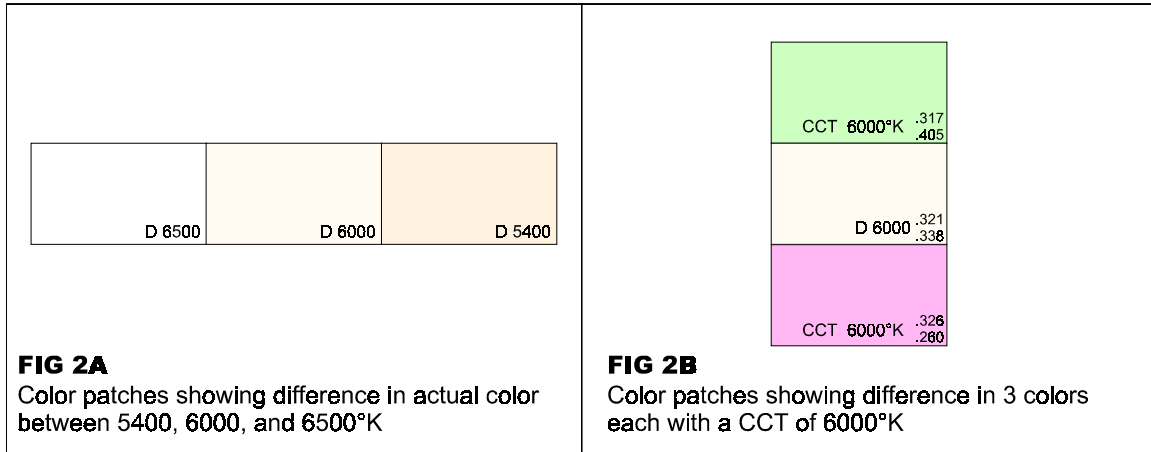 D 6500
D 6000
D 5400
FIG 2A
Color patches showing difference in actual color
between 5400, 6000, and 6500°K
CCT 6000°K .317
.405
D 6000 .321
.338
CCT 6000°K .326
.260
FIG 2B
Color patches showing difference in 3 colors
each with a CCT of 6000°K